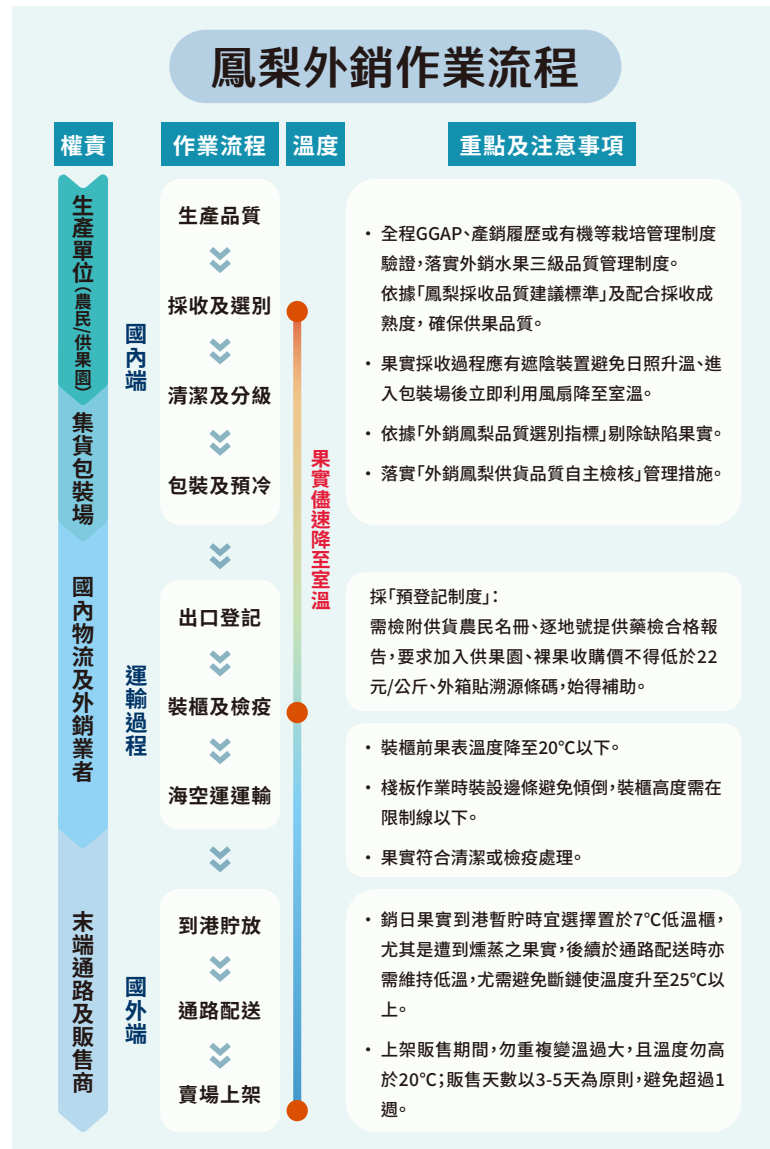 鳳梨外銷作業流程
權責
作業流程
溫度
重點及注意事項
生產單位(農民/供果園)
集貨包裝場
國內物流及外銷業者
末端通路及販售商
國內端
運輸過程
國外端
生產品質
採收及選別
清潔及分級
包裝及預冷
出口登記
裝櫃及檢疫
海空運運輸
到港貯放
通路配送
賣場上架
果實儘速降至室溫
• 全程GGAP、產銷履歷或有機等栽培管理制度
驗證,落實外銷水果三級品質管理制度。
依據「鳳梨採收品質建議標準」及配合採收成
熟度,確保供果品質。
• 果實採收過程應有遮陰裝置避免日照升溫、進
入包裝場後立即利用風扇降至室溫。
• 依據「外銷鳳梨品質選別指標」剔除缺陷果實。
• 落實「外銷鳳梨供貨品質自主檢核」管理措施。
採「預登記制度」:
需檢附供貨農民名冊、逐地號提供藥檢合格報
告,要求加入供果園、裸果收購價不得低於22
元/公斤、外箱貼溯源條碼,始得補助。
• 裝櫃前果表溫度降至20℃以下。
• 棧板作業時裝設邊條避免傾倒,裝櫃高度需在
限制線以下。
• 果實符合清潔或檢疫處理。
• 銷日果實到港暫貯時宜選擇置於7℃低溫櫃,
尤其是遭到燻蒸之果實,後續於通路配送時亦
需維持低溫,尤需避免斷鏈使溫度升至25℃以
上。
• 上架販售期間,勿重複變溫過大,且溫度勿高
於20℃;販售天數以3-5天為原則,避免超過1
週。